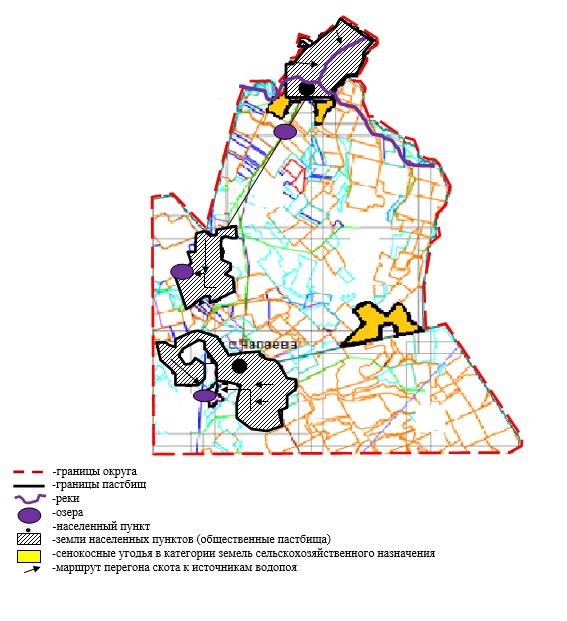 с.Чапаева
-границы округа
-границы пастбищ
-реки
-озера
-населенный пункт
-земли населенных пунктов (общественные пастбища)
-сенокосные угодья в категории земель сельскохозяйственного назначения
-маршрут перегона скота к источникам водопоя